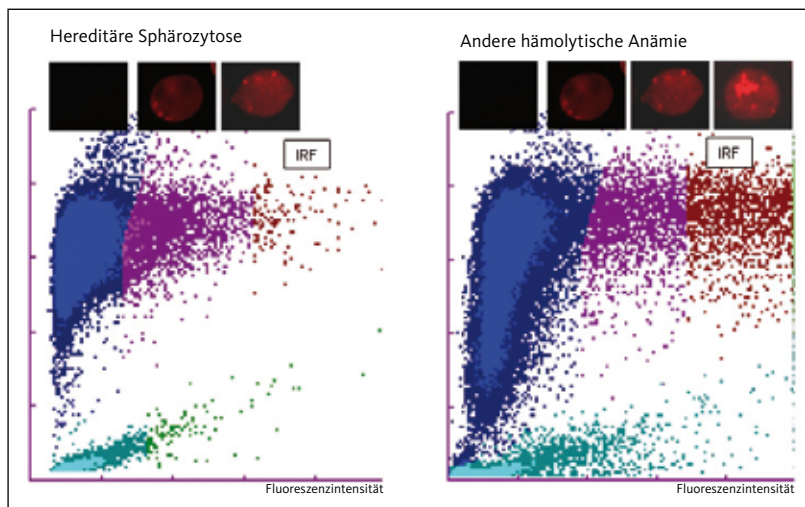 Hereditäre Sphärozytose
IRF
Fluoreszenzintensität
Andere hämolytische Anämie
IRF
Fluoreszenzintensität